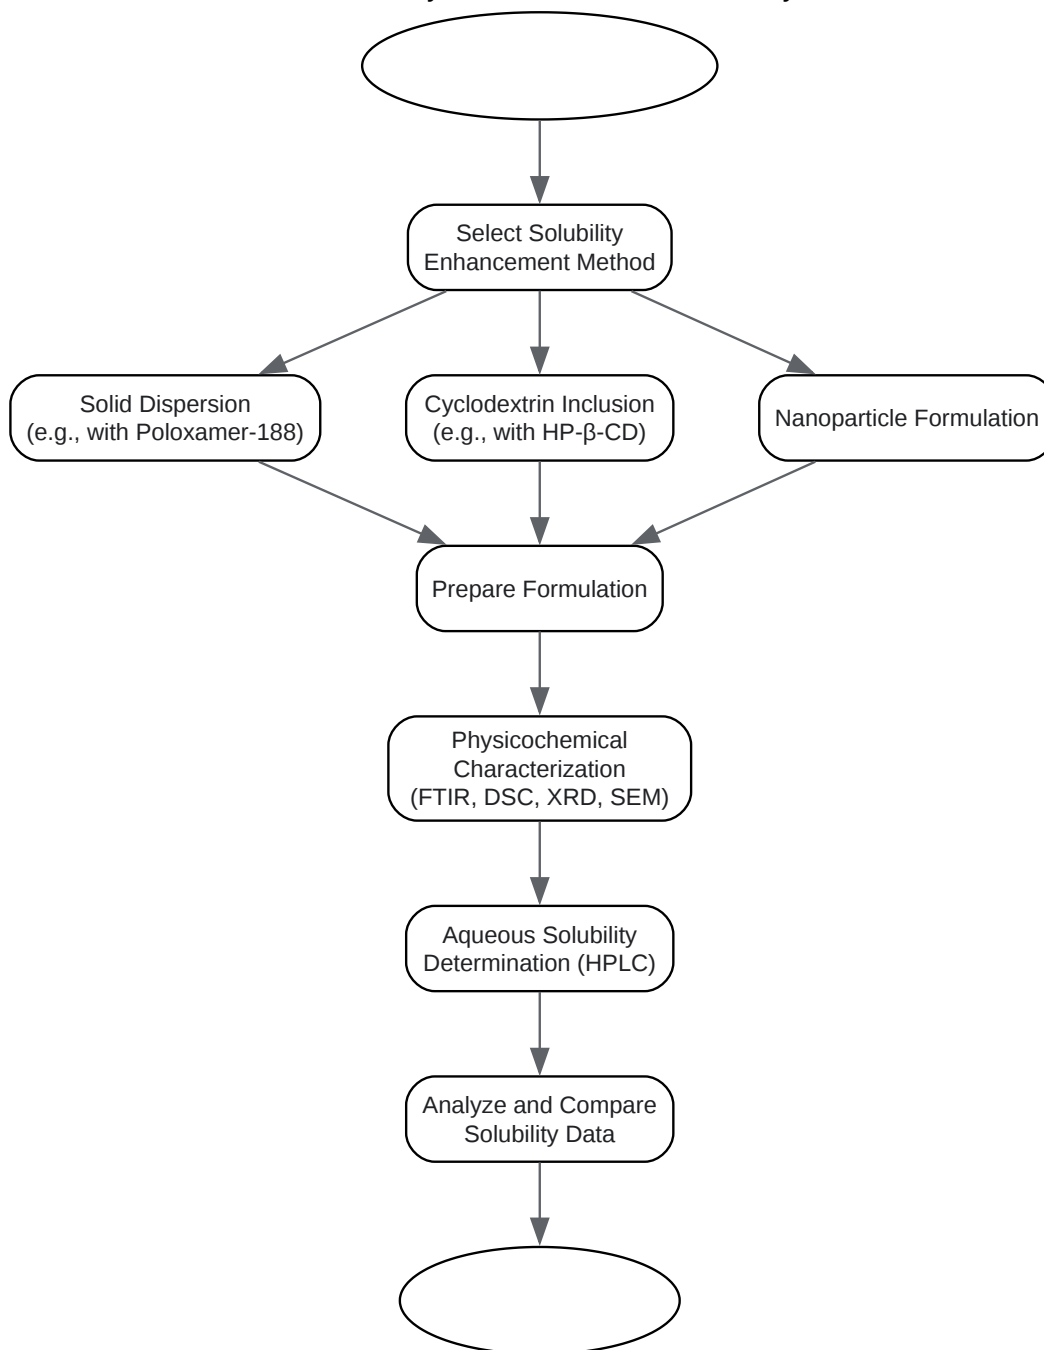 Select Solubility
Enhancement Method
Solid Dispersion
(e.g., with Poloxamer-188)
Cyclodextrin Inclusion
(e.g., with HP-β-CD)
Nanoparticle Formulation
Prepare Formulation
Physicochemical
Characterization
(FTIR, DSC, XRD, SEM)
Aqueous Solubility
Determination (HPLC)
Analyze and Compare
Solubility Data